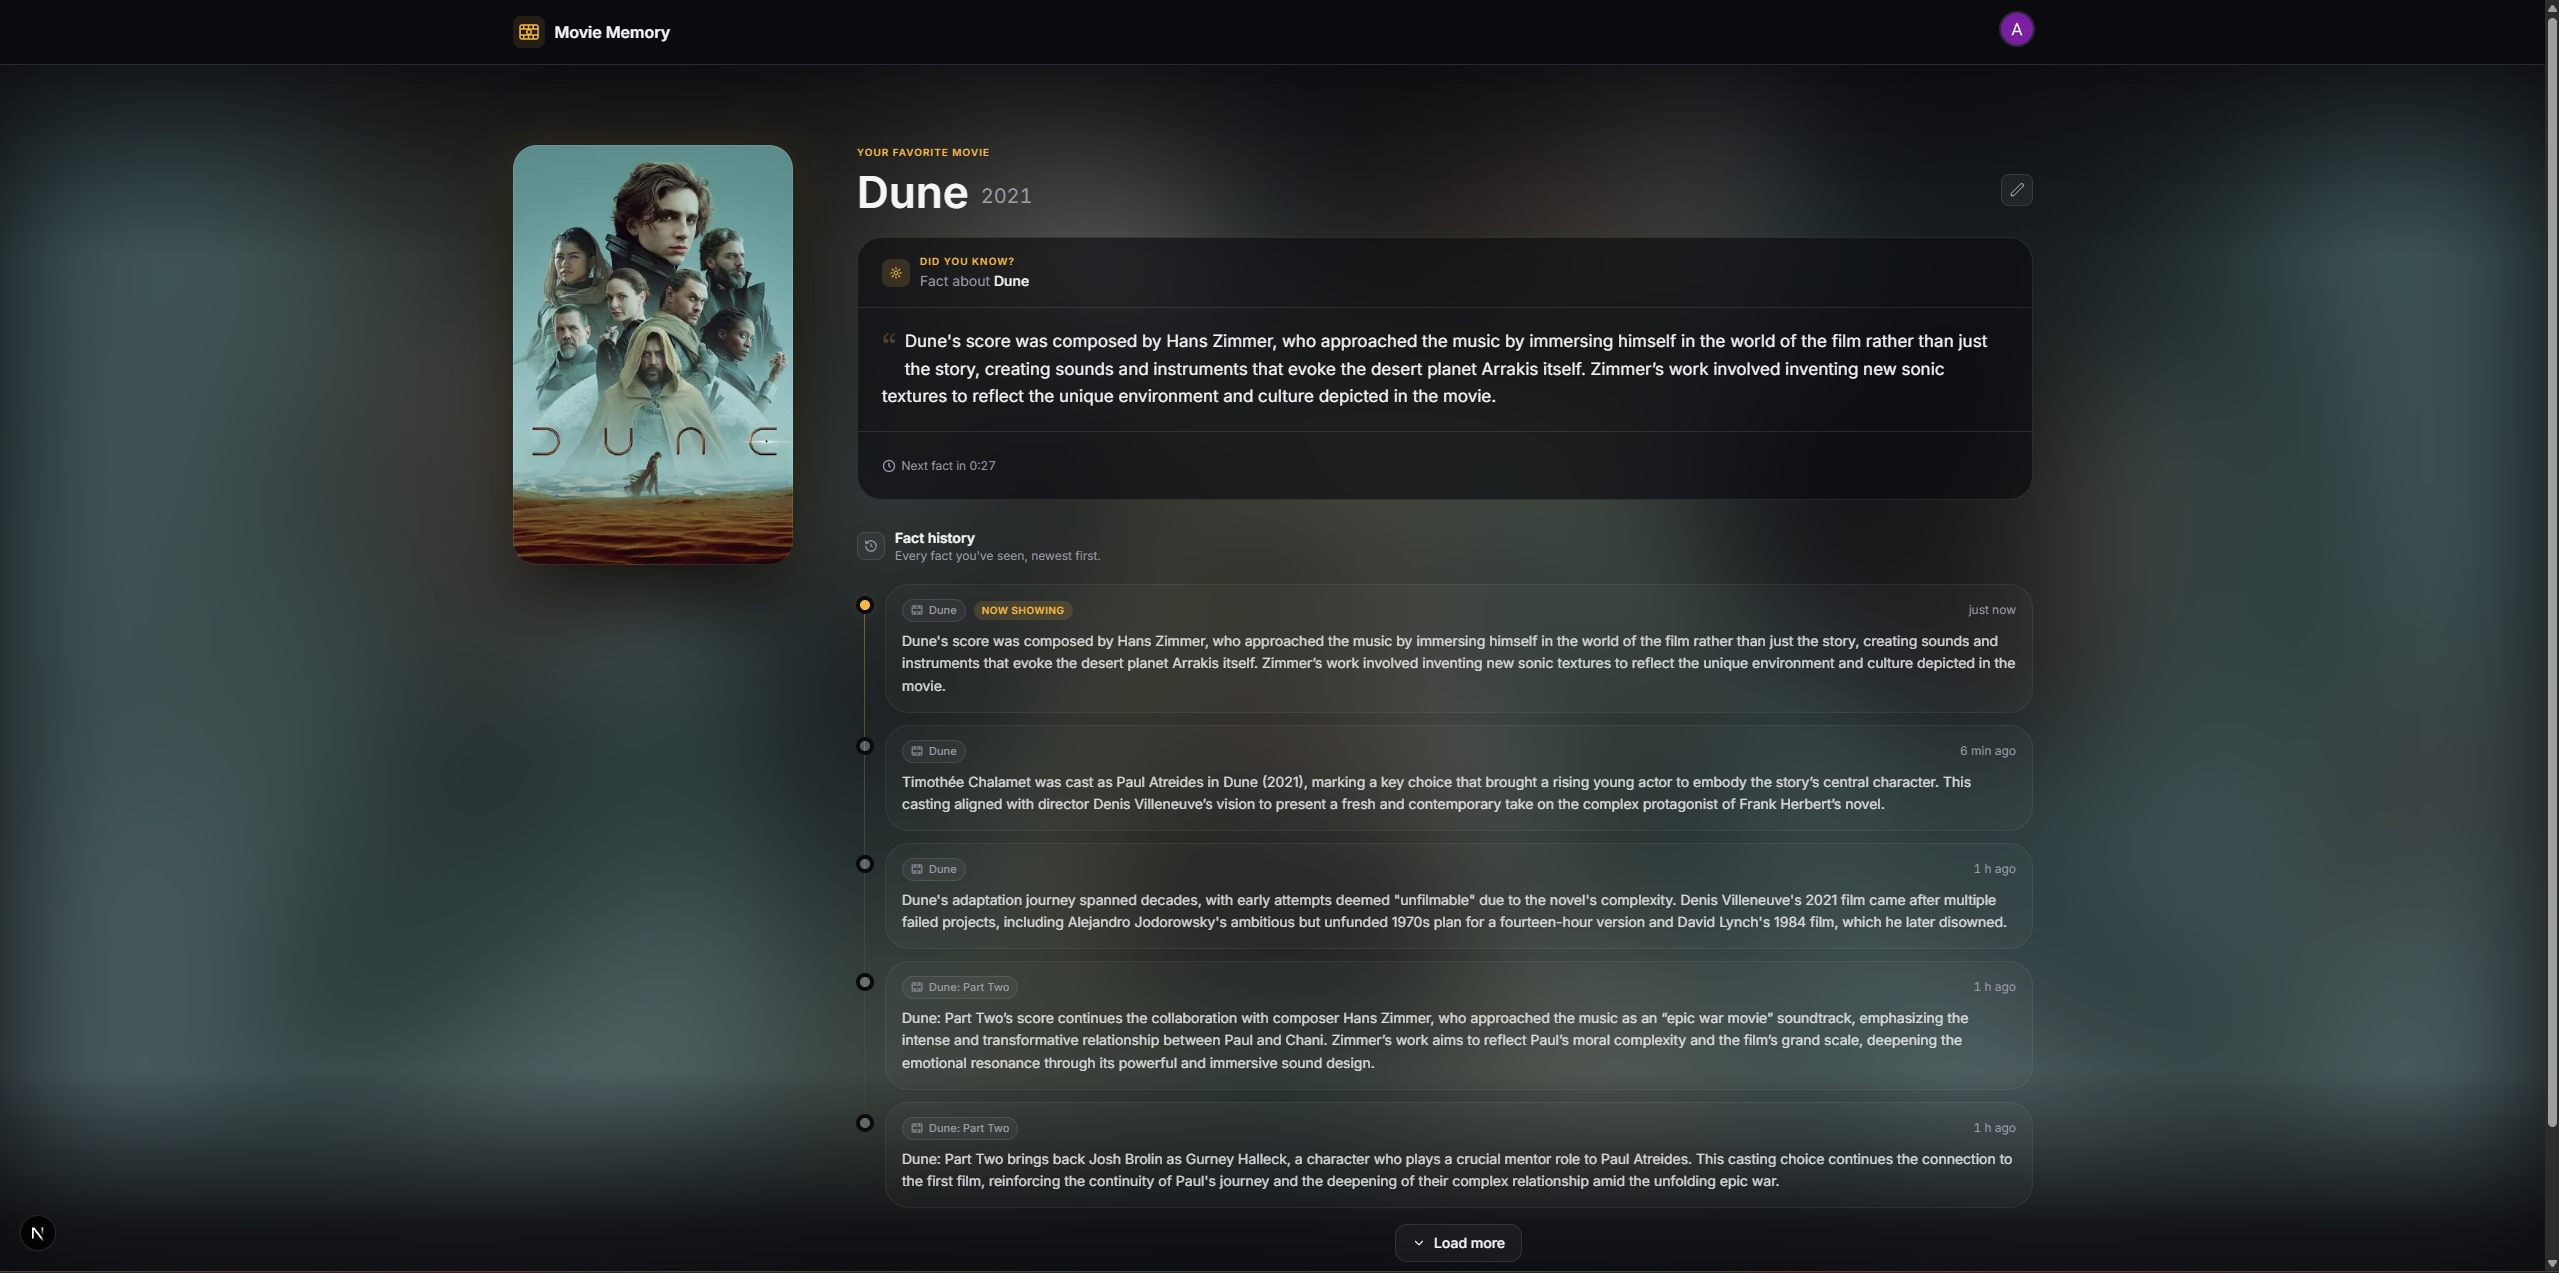 Movie Memory
A
YOUR FAVORITE MOVIE
Dune 2021
DID YOU KNOW?
Fact about Dune
“ Dune's score was composed by Hans Zimmer, who approached the music by immersing himself in the world of the film rather than just
the story, creating sounds and instruments that evoke the desert planet Arrakis itself. Zimmer’s work involved inventing new sonic
textures to reflect the unique environment and culture depicted in the movie.
DUNE
Next fact in 0:27
Fact history
Every fact you've seen, newest first.
Dune NOW SHOWING just now
Dune's score was composed by Hans Zimmer, who approached the music by immersing himself in the world of the film rather than just the story, creating sounds and
instruments that evoke the desert planet Arrakis itself. Zimmer’s work involved inventing new sonic textures to reflect the unique environment and culture depicted in the
movie.
Dune 6 min ago
Timothée Chalamet was cast as Paul Atreides in Dune (2021), marking a key choice that brought a rising young actor to embody the story’s central character. This
casting aligned with director Denis Villeneuve’s vision to present a fresh and contemporary take on the complex protagonist of Frank Herbert’s novel.
Dune 1 h ago
Dune's adaptation journey spanned decades, with early attempts deemed "unfilmable" due to the novel's complexity. Denis Villeneuve's 2021 film came after multiple
failed projects, including Alejandro Jodorowsky's ambitious but unfunded 1970s plan for a fourteen-hour version and David Lynch's 1984 film, which he later disowned.
Dune: Part Two 1 h ago
Dune: Part Two’s score continues the collaboration with composer Hans Zimmer, who approached the music as an “epic war movie” soundtrack, emphasizing the
intense and transformative relationship between Paul and Chani. Zimmer’s work aims to reflect Paul’s moral complexity and the film’s grand scale, deepening the
emotional resonance through its powerful and immersive sound design.
Dune: Part Two 1 h ago
Dune: Part Two brings back Josh Brolin as Gurney Halleck, a character who plays a crucial mentor role to Paul Atreides. This casting choice continues the connection to
the first film, reinforcing the continuity of Paul's journey and the deepening of their complex relationship amid the unfolding epic war.
N
Load more